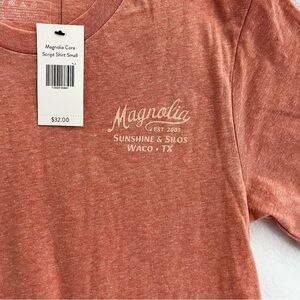 Magnolia Cora
Script Shirt Small
$32.00
Magnolia
EST 2003
SUNSHINE & SILOS
WACO • TX